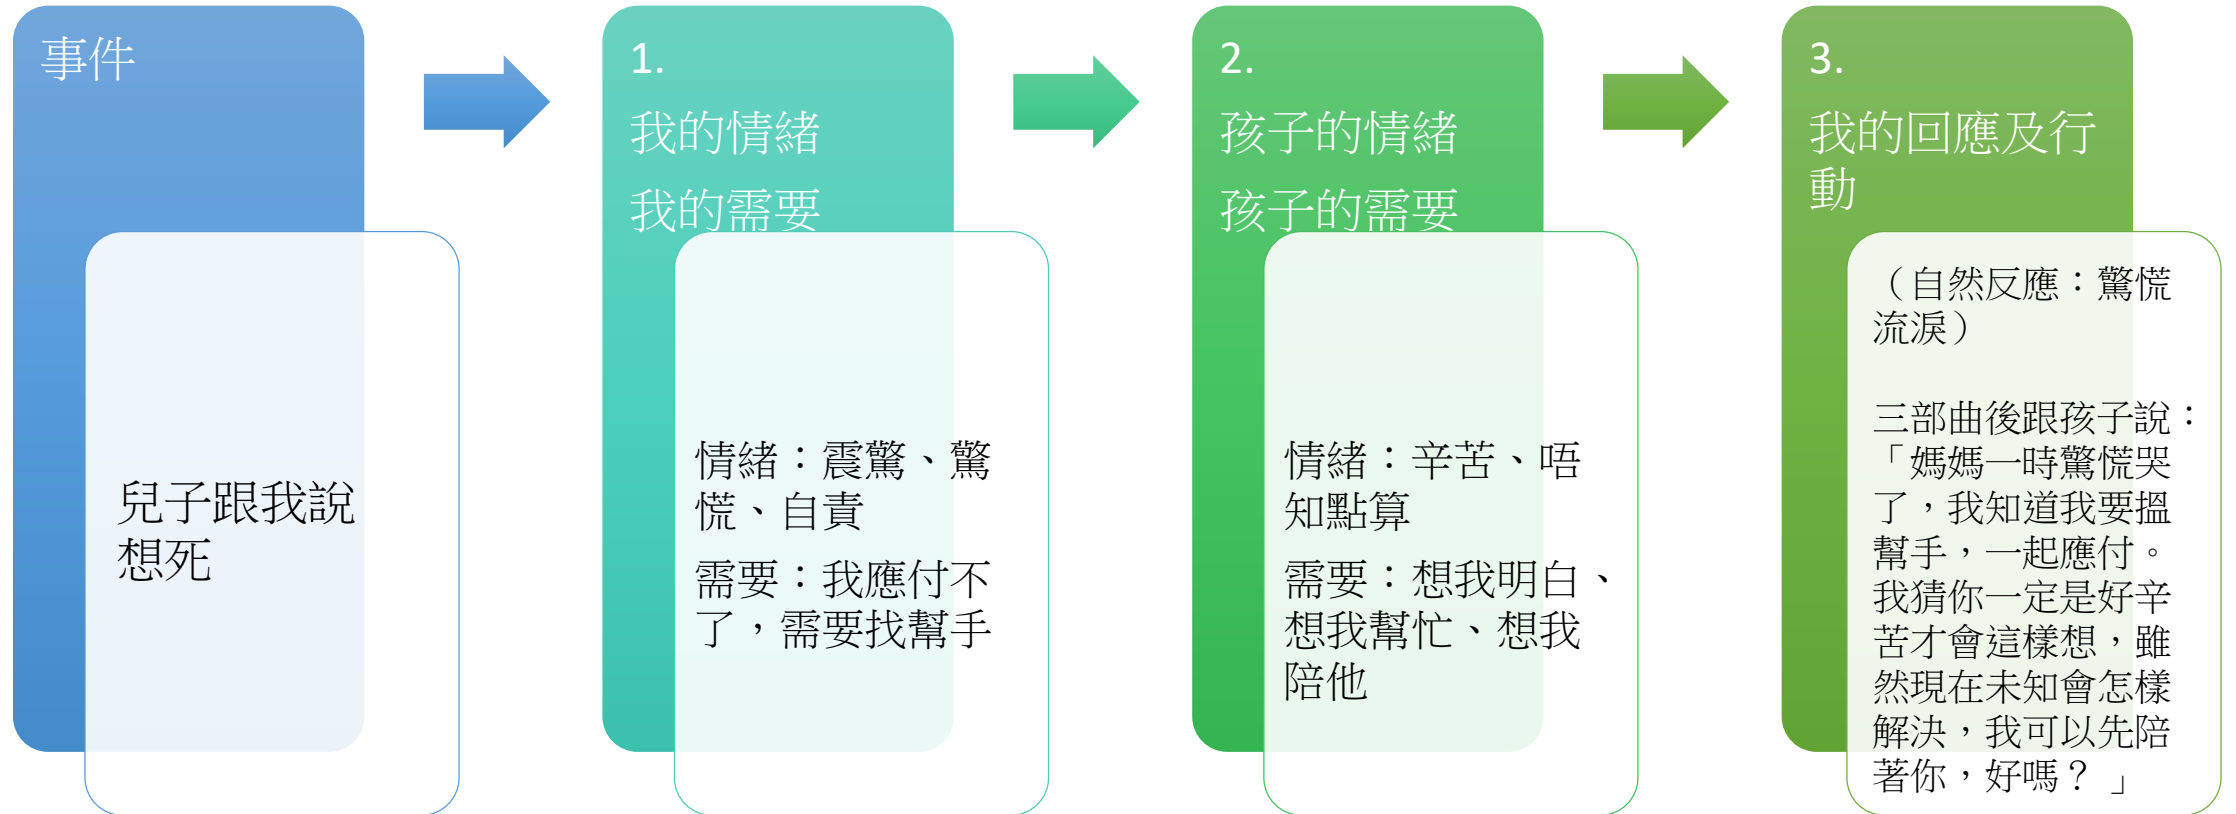 事件
兒子跟我說
想死
1.
我的情緒
我的需要
情緒：震驚、驚
慌、自責
需要：我應付不
了，需要找幫手
2.
孩子的情緒
孩子的需要
情緒：辛苦、唔
知點算
需要：想我明白、
想我幫忙、想我
陪他
3.
我的回應及行
動
（自然反應：驚慌
流淚）
三部曲後跟孩子說：
「媽媽一時驚慌哭
了，我知道我要搵
幫手，一起應付。
我猜你一定是好辛
苦才會這樣想，雖
然現在未知會怎樣
解決，我可以先陪
著你，好嗎？」